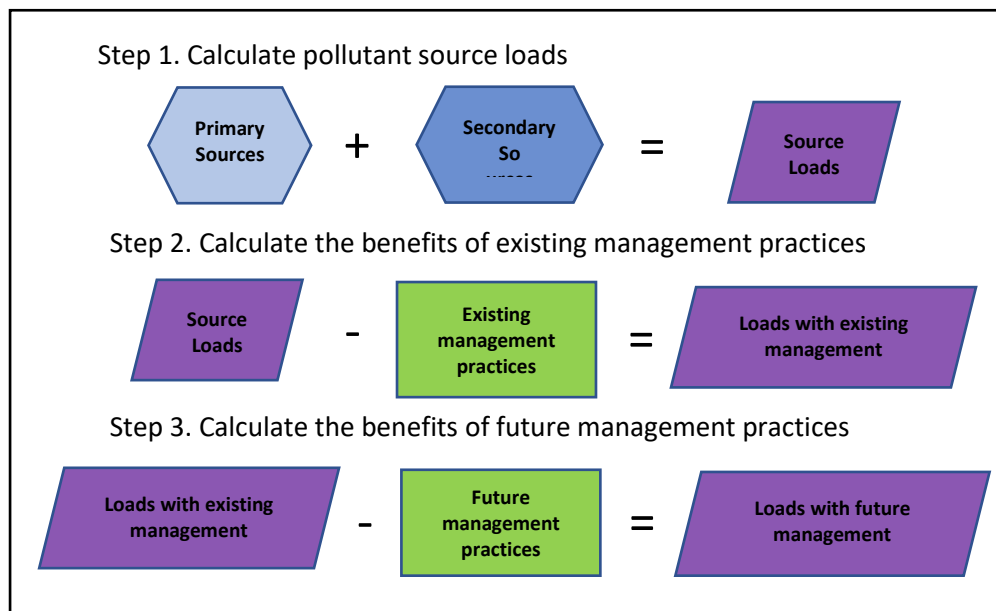 Step 1. Calculate pollutant source loads
Primary
Sources
+
Secondary
So
=
Source
Loads
Step 2. Calculate the benefits of existing management practices
Source
Loads
-
Existing
management
practices
=
Loads with existing
management
Step 3. Calculate the benefits of future management practices
Loads with existing
management
-
Future
management
practices
=
Loads with future
management